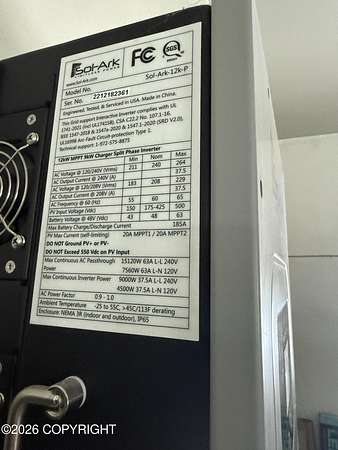 Sol-Ark
www.Sol-Ark.com
FC
SGS
Model No. Sol-Ark-12k-P
Ser. No. 2212182361
Engineered, Tested, & Serviced in USA. Made in China.
This Grid support Interactive Inverter complies with UL
1741-2021 (incl UL1741SB), CSA C22.2 No. 107.1-16,
IEEE 1547-2018 & 1547a-2020 & 1547.1-2020 (SRD V2.0),
UL1699B Arc-Fault Circuit-protection Type 1.
Technical support: 1-972-575-8875
12kW MPPT 9kW Charger Split Phase Inverter
Min Nom Max
AC Voltage @ 120/240V (Vrms) 211 240 264
AC Output Current @ 240V (A) 37.5
AC Voltage @ 120/208V (Vrms) 183 208 229
AC Output Current @ 208V (A) 37.5
AC Frequency @ 60 (Hz) 55 60 65
PV Input Voltage (Vdc) 150 175-425 500
Battery Voltage @ 48V (Vdc) 43 48 63
Max Battery Charge/Discharge Current 185A
PV Max Current (self-limiting) 20A MPPT1 / 20A MPPT2
DO NOT Ground PV+ or PV-
DO NOT Exceed 550 Vdc on PV Input
Max Continuous AC Passthrough 15120W 63A L-L 240V
Power 7560W 63A L-N 120V
Max Continuous Inverter Power 9000W 37.5A L-L 240V
4500W 37.5A L-N 120V
AC Power Factor 0.9 - 1.0
Ambient Temperature -25 to 55C, >45C/113F derating
Enclosure: NEMA 3R (indoor and outdoor), IP65
©2026 COPYRIGHT